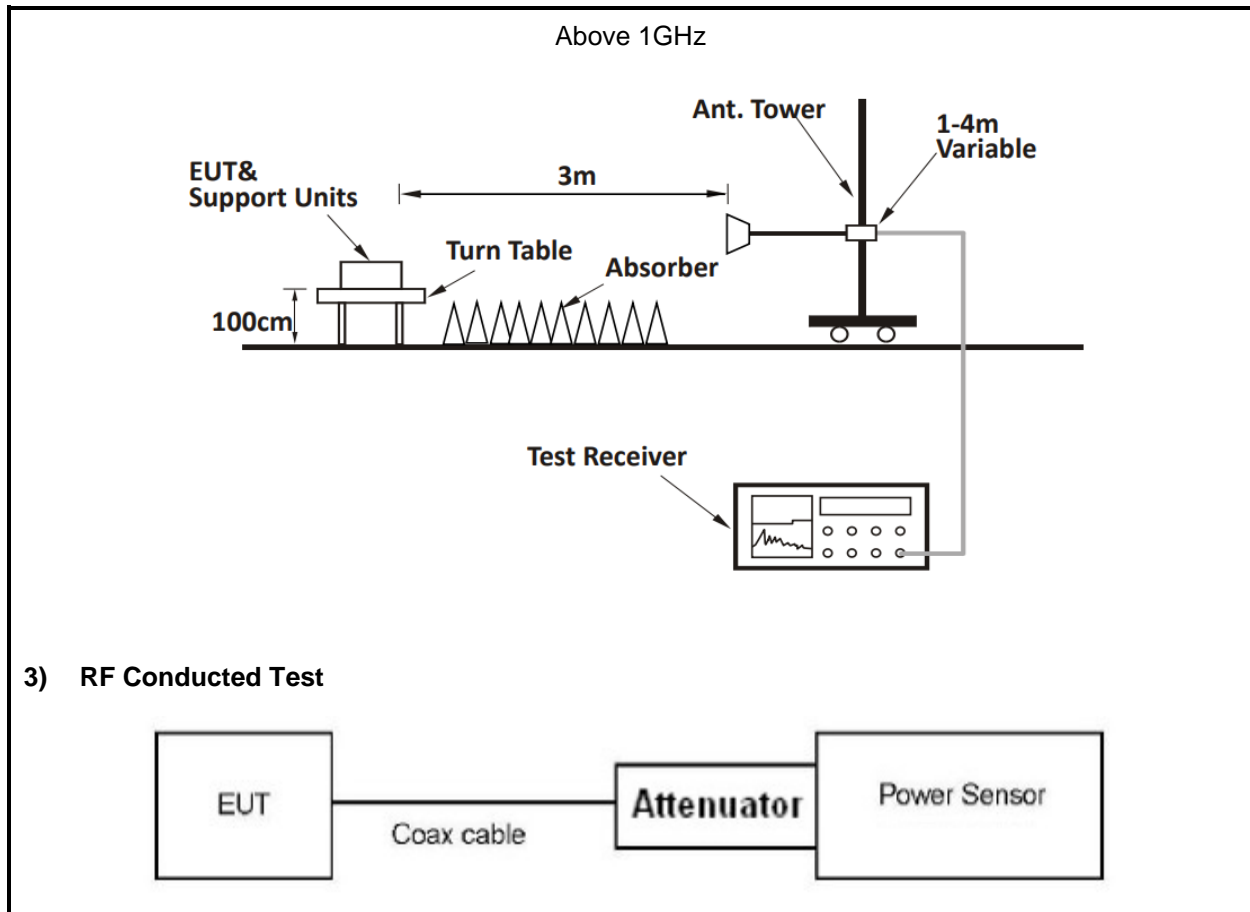 Above 1GHz
Ant. Tower
1-4m
Variable
EUT&
Support Units
3m
Turn Table
Absorber
100cm
Test Receiver
3) RF Conducted Test
EUT
Coax cable
Attenuator
Power Sensor